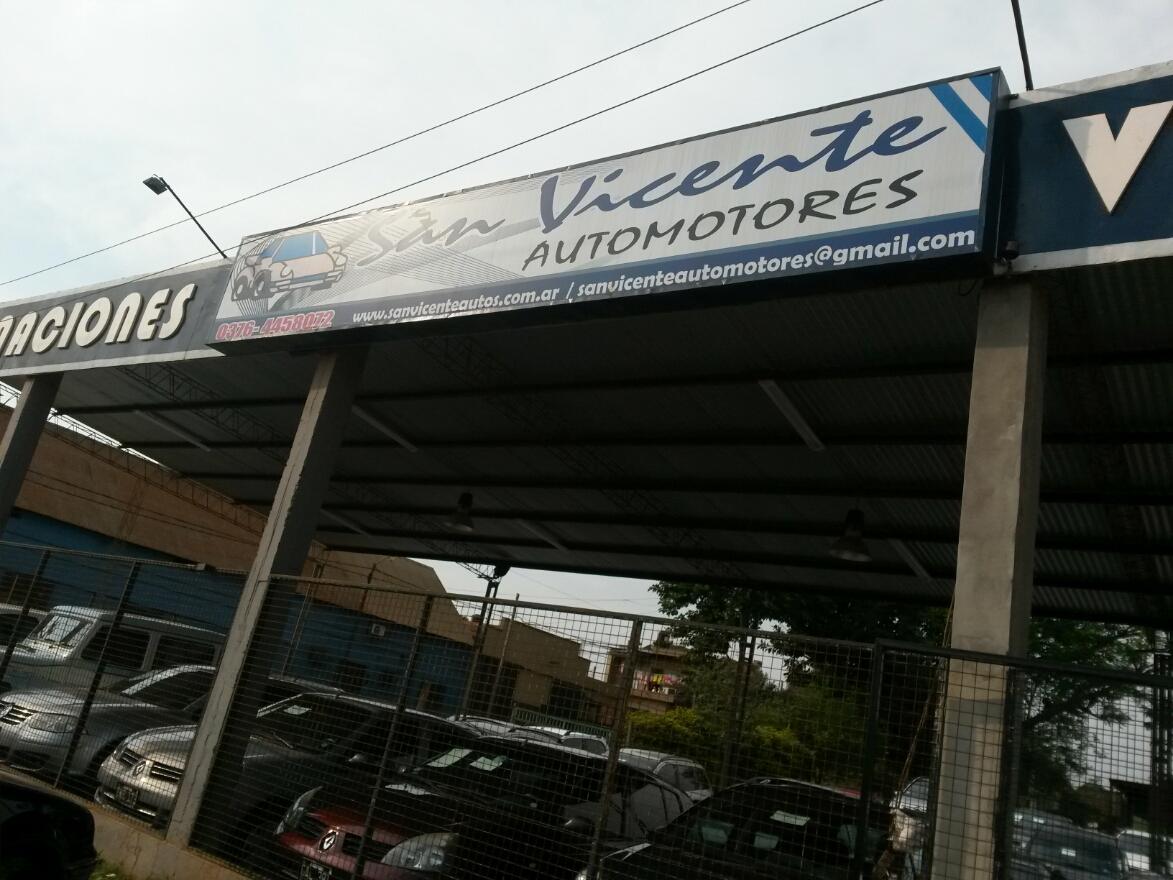 San Vicente
AUTOMOTORES
www.sanvicenteautos.com.ar / sanvicenteautomotores@gmail.com
0376-4458072